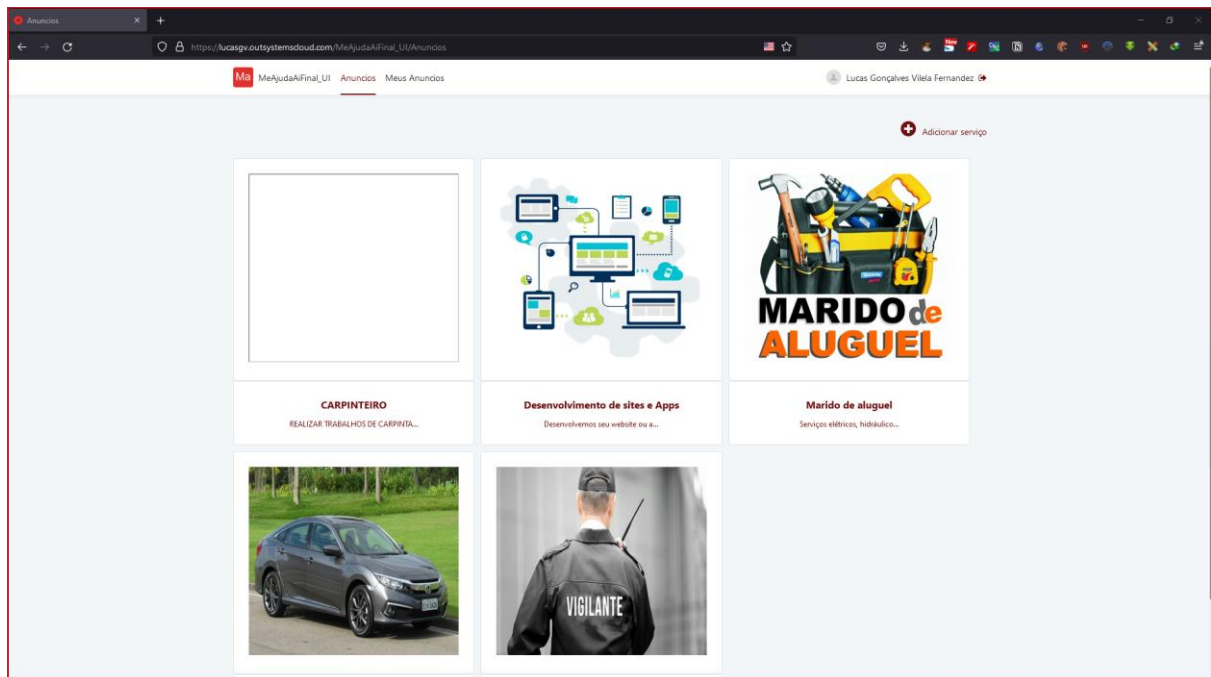 Anuncios
https://lucasgv.outsystemscloud.com/MeAjudaAiFinal_UI/Anuncios
Ma MeAjudaAiFinal_UI Anuncios Meus Anuncios Lucas Gonçalves Vilela Fernandez
Adicionar serviço
MARIDO de
ALUGUEL
CARPINTEIRO
REALIZAR TRABALHOS DE CARPINTA...
Desenvolvimento de sites e Apps
Desenvolvemos seu website ou a...
Marido de aluguel
Serviços elétricos, hidráulico...
VIGILANTE